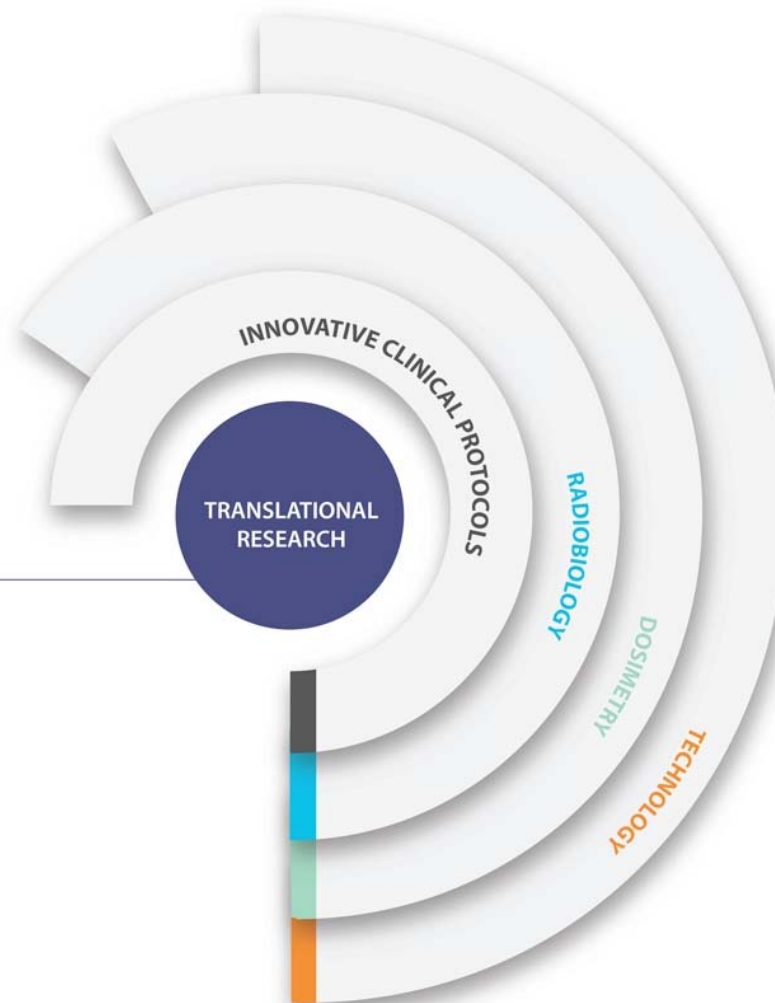 INNOVATIVE CLINICAL PROTOCOLS
TRANSLATIONAL
RESEARCH
RADIOBIOLOGY
DOSIMETRY
TECHNOLOGY